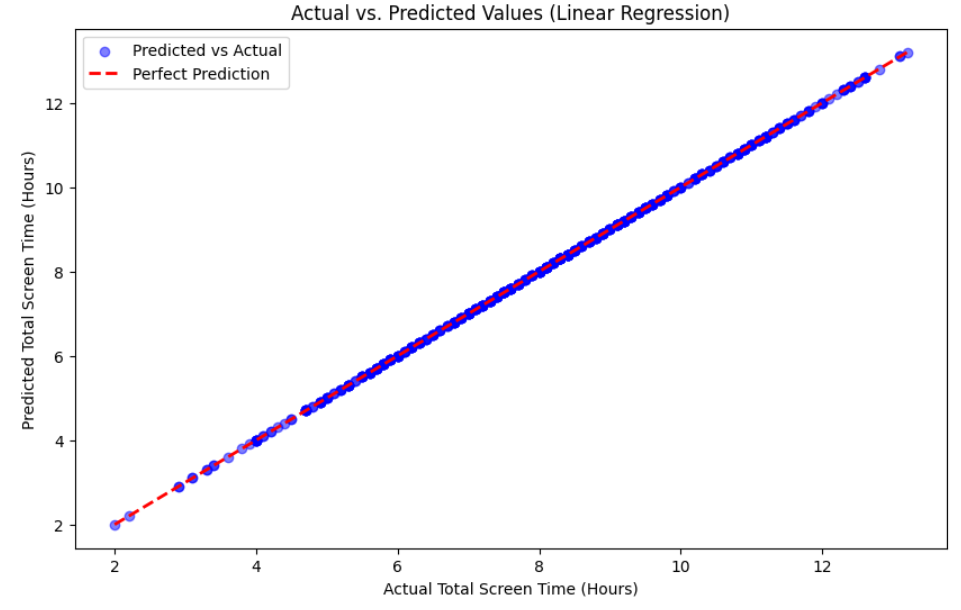 Actual vs. Predicted Values (Linear Regression)
Predicted vs Actual
Perfect Prediction
Predicted Total Screen Time (Hours)
12
10
8
6
4
2
2 4 6 8 10 12
Actual Total Screen Time (Hours)